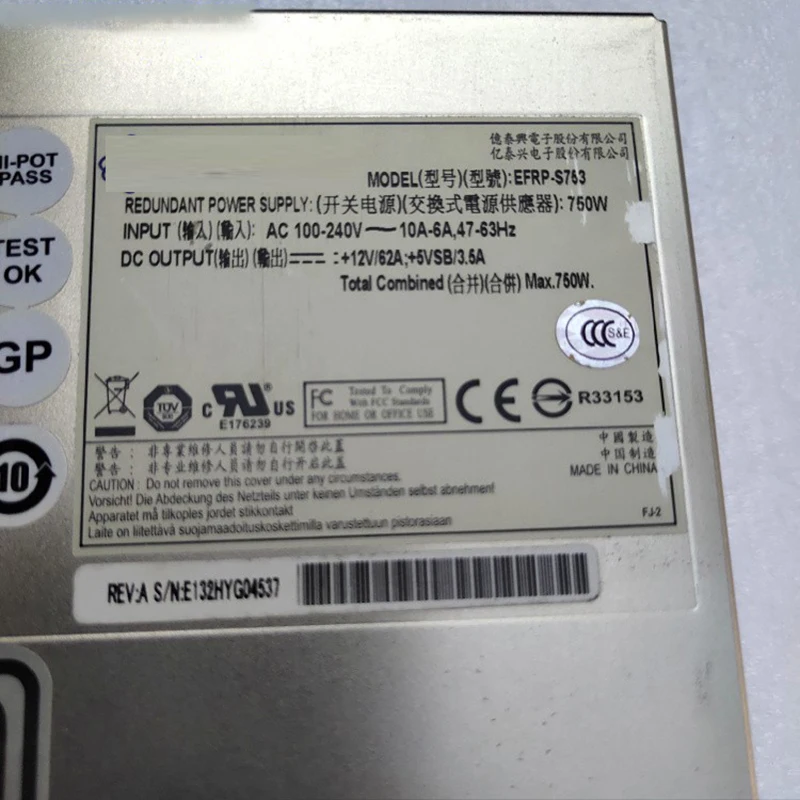 HI-POT
PASS
TEST
OK
GP
10
億泰興電子股份有限公司
亿泰兴电子股份有限公司
MODEL(型号)(型號):EFRP-S763
REDUNDANT POWER SUPPLY:(开关电源)(交換式電源供應器): 750W
INPUT (输入) (輸入): AC 100-240V ～ 10A-6A,47-63Hz
DC OUTPUT(输出) (輸出)⎓ :+12V/62A;+5VSB/3.5A
Total Combined (合并)(合併) Max.750W.
CCC S&E
TÜV
c RU ® US
E176239
FC Tested To Comply
With FCC Standards
FOR HOME OR OFFICE USE
CE
R33153
警告: 非專業維修人員請勿自行開啓此蓋
警告: 非专业维修人员请勿自行开启此盖
CAUTION : Do not remove this cover under any circumstances.
Vorsicht! Die Abdeckung des Netzteils unter keinen Umständen selbst abnehmen!
Apparatet må tilkoples jordet stikkontakt
Laite on liitettävä suojamaadoituskoskettimilla varustettuun pistorasiaan
中國製造
中国制造
MADE IN CHINA
FJ-2
REV:A S/N:E132HYG04537